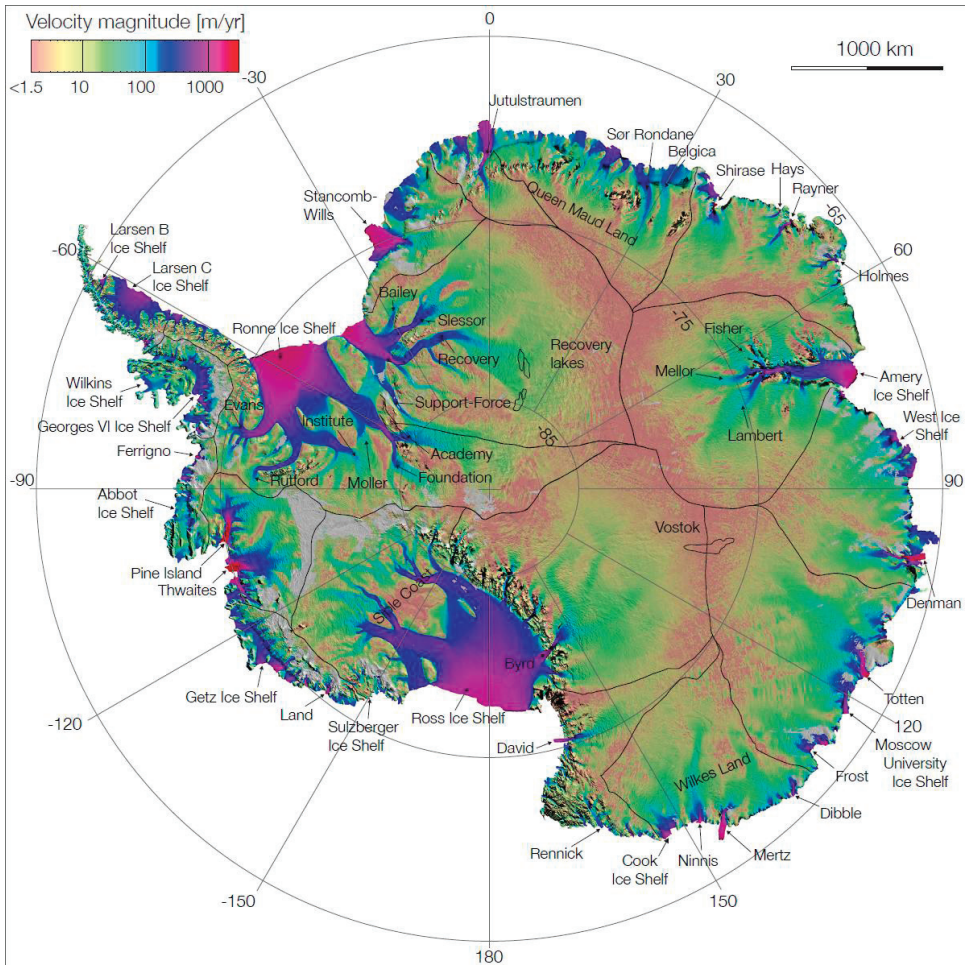 Velocity magnitude [m/yr]
<1.5
10
100
1000
0
1000 km
-30
30
Jutulstraumen
Sør Rondane
Belgica
Shirase
Hays
Rayner
-65
Stancomb-
Wills
Queen Maud Land
Larsen B
Ice Shelf
-60
Larsen C
Ice Shelf
60
Holmes
Bailey
-75
Ronne Ice Shelf
Slessor
Fisher
Recovery
Recovery
lakes
Mellor
Amery
Ice Shelf
Wilkins
Ice Shelf
Evans
Support-Force
Institute
West Ice
Shelf
Georges VI Ice Shelf
Lambert
-85
Academy
Ferrigno
Rutford
Moller
Foundation
-90
90
Abbot
Ice Shelf
Vostok
Pine Island
Thwaites
Siple Coast
Denman
Byrd
Getz Ice Shelf
Land
Sulzberger
Ice Shelf
Ross Ice Shelf
Totten
-120
120
David
Moscow
University
Ice Shelf
Wilkes Land
Frost
Dibble
Rennick
Cook
Ice Shelf
Ninnis
Mertz
-150
150
180